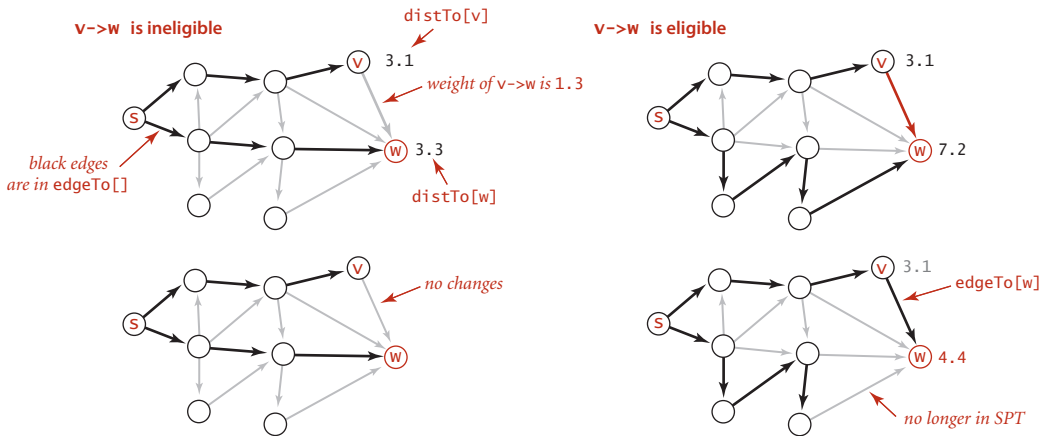 v->w is ineligible
distTo[v]
v
3.1
weight of v->w is 1.3
s
black edges
are in edgeTo[]
w
3.3
distTo[w]
v
no changes
s
w
v->w is eligible
v
3.1
s
w
7.2
v
3.1
edgeTo[w]
s
w
4.4
no longer in SPT